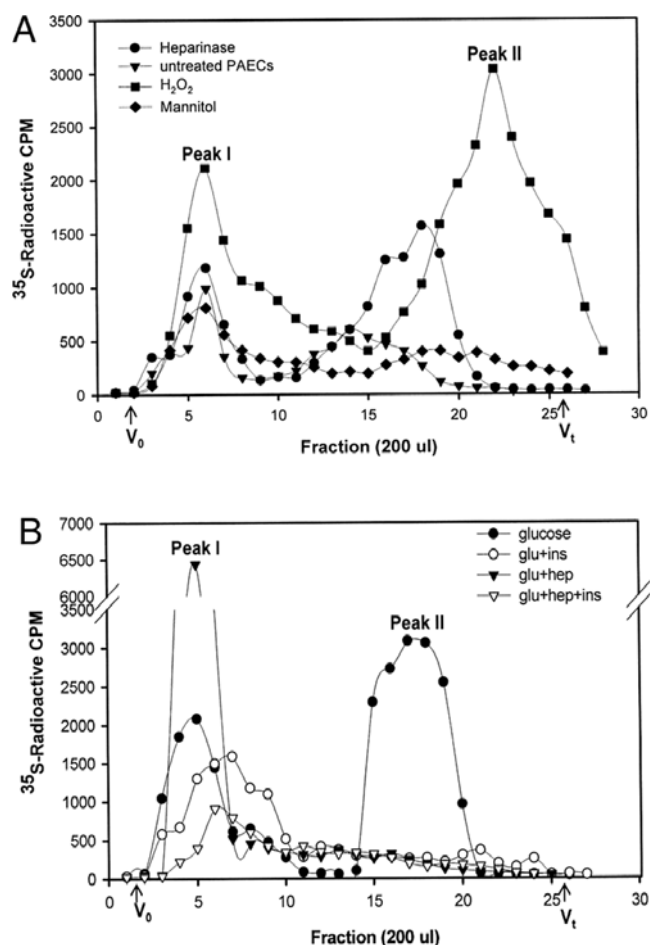 A
3500
3000
2500
2000
1500
1000
500
0
35S-Radioactive CPM
Heparinase
untreated PAECs
H2O2
Mannitol
Peak I
Peak II
0 5 10 15 20 25 30
V0
Vt
Fraction (200 ul)
B
7000
6500
6000
3500
3000
2500
2000
1500
1000
500
0
35S-Radioactive CPM
Peak I
Peak II
glucose
glu+ins
glu+hep
glu+hep+ins
0 5 10 15 20 25 30
V0
Vt
Fraction (200 ul)